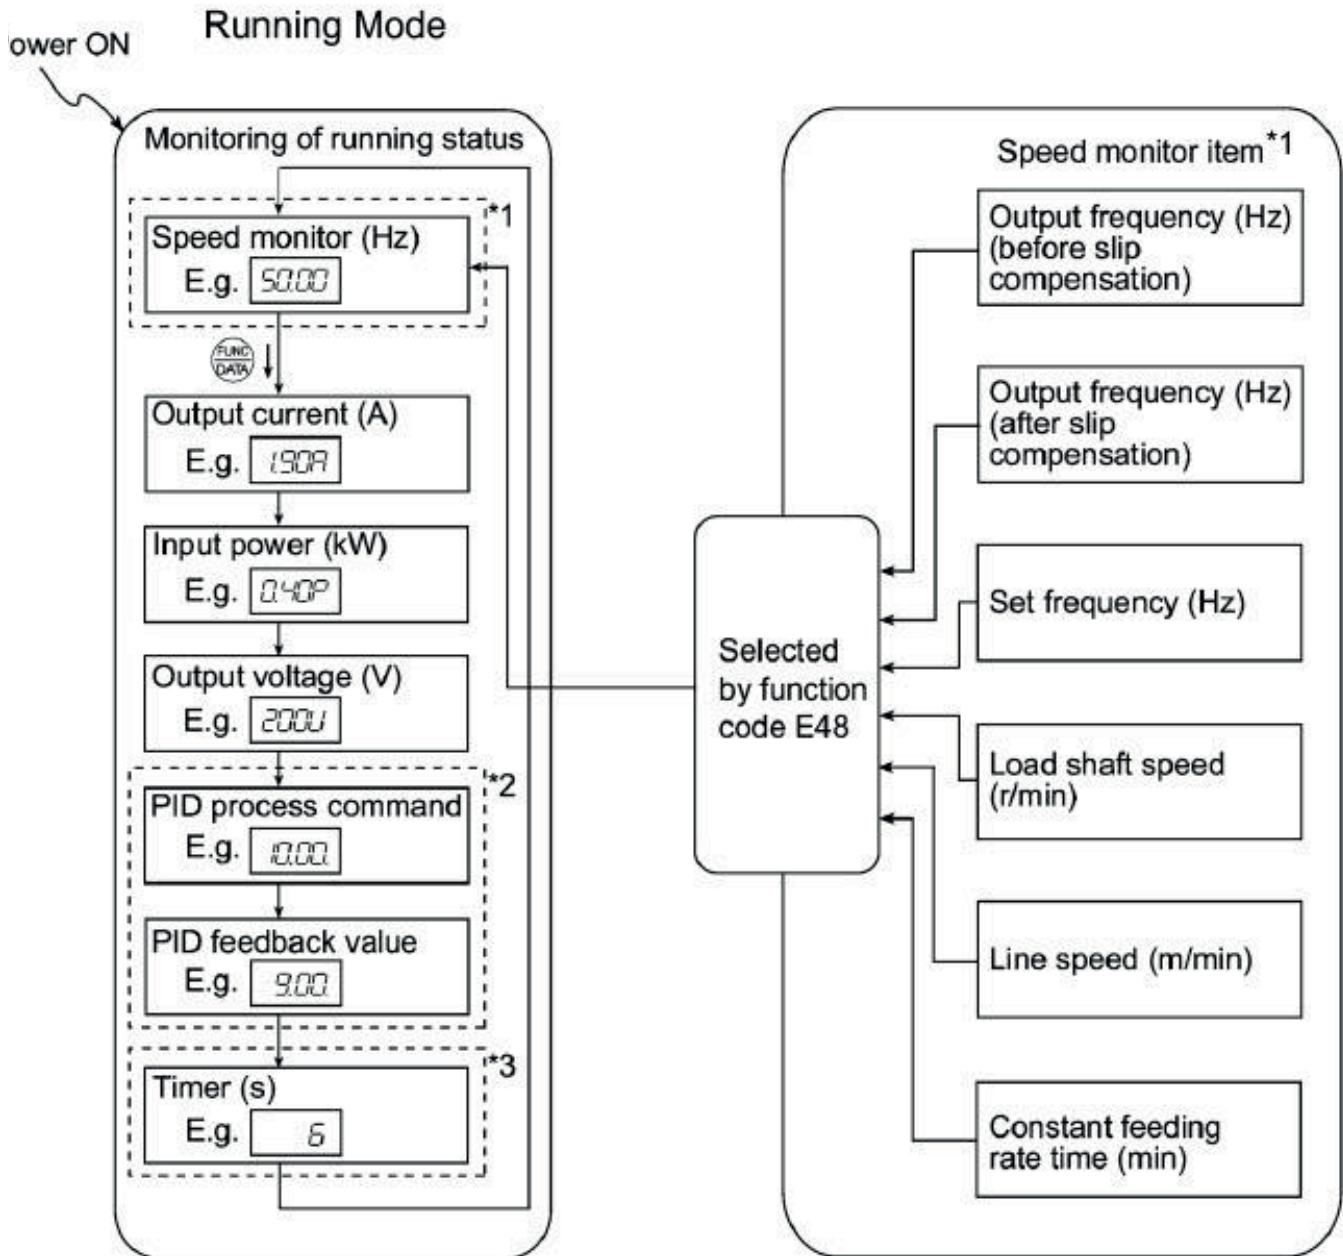 Running Mode
ower ON
Monitoring of running status
*1
Speed monitor (Hz)
E.g. 50.00
FUNC
DATA
Output current (A)
E.g. 1.90A
Input power (kW)
E.g. 0.40P
Output voltage (V)
E.g. 200U
*2
PID process command
E.g. 10.00.
PID feedback value
E.g. 9.00.
*3
Timer (s)
E.g. 6
Selected
by function
code E48
Speed monitor item*1
Output frequency (Hz)
(before slip
compensation)
Output frequency (Hz)
(after slip
compensation)
Set frequency (Hz)
Load shaft speed
(r/min)
Line speed (m/min)
Constant feeding
rate time (min)